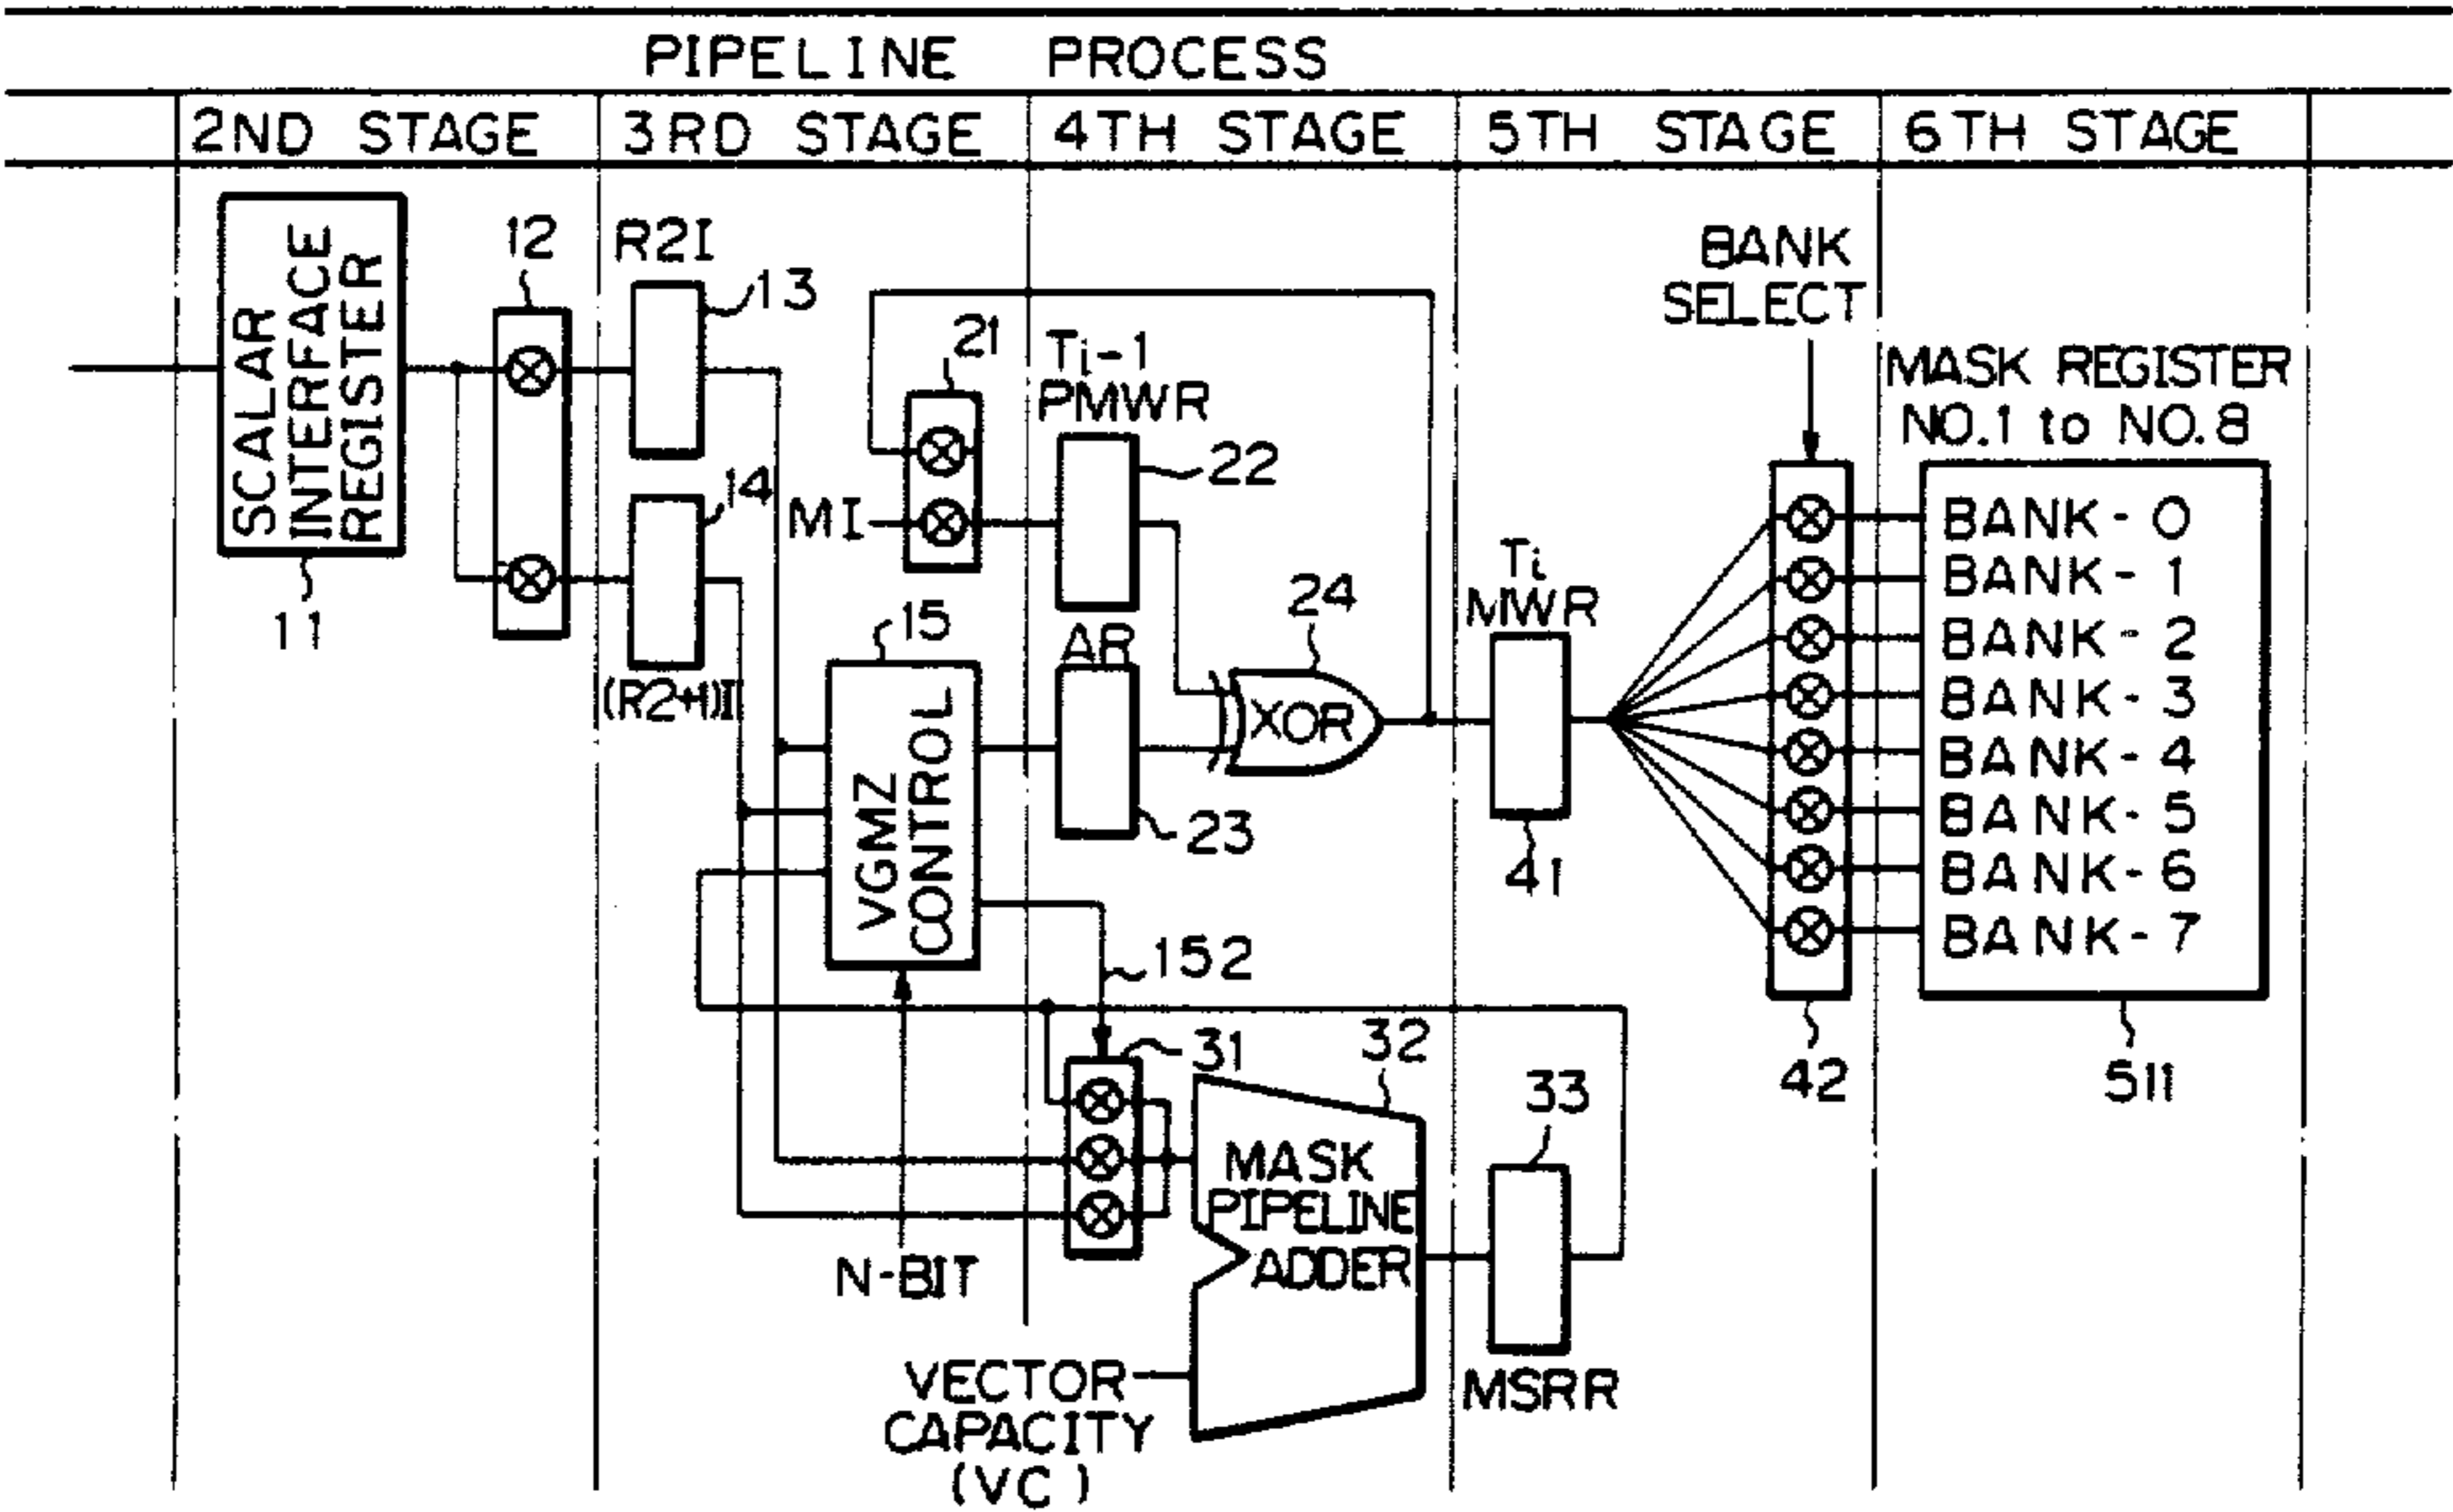 PIPELINE PROCESS
2ND STAGE
3RD STAGE
4TH STAGE
5TH STAGE
6TH STAGE
SCALAR
INTERFACE
REGISTER
11
12
R2I
13
14
(R2+1)I
15
VGMZ
CONTROL
N-BIT
21
MI
Ti-1
PMWR
22
AR
23
24
XOR
152
31
32
MASK
PIPELINE
ADDER
VECTOR
CAPACITY
(VC)
33
MSRR
Ti
MWR
41
BANK
SELECT
42
MASK REGISTER
NO.1 to NO.8
BANK-0
BANK-1
BANK-2
BANK-3
BANK-4
BANK-5
BANK-6
BANK-7
511